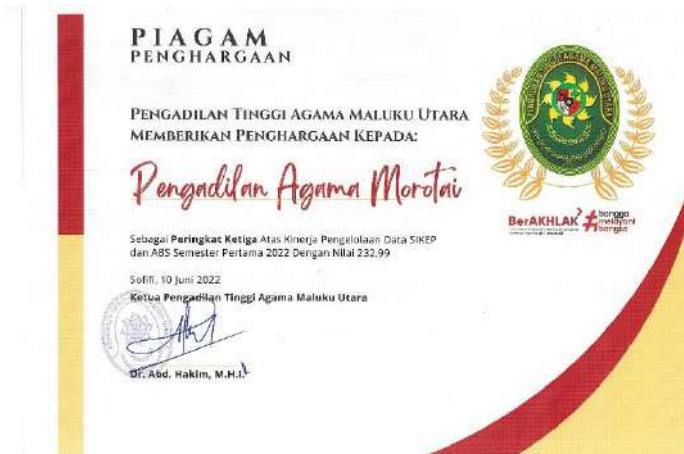 PIAGAM
PENGHARGAAN
PENGADILAN TINGGI AGAMA MALUKU UTARA
MEMBERIKAN PENGHARGAAN KEPADA:
Pengadilan Agama Morotai
BerAKHLAK
#bangga
melayani
bangsa
Sebagai Peringkat Ketiga Atas Kinerja Pengelolaan Data SIKEP
dan ABS Semester Pertama 2022 Dengan Nilai 232,99
Sofifi, 10 Juni 2022
Ketua Pengadilan Tinggi Agama Maluku Utara
Dr. Abd. Hakim, M.H.I.